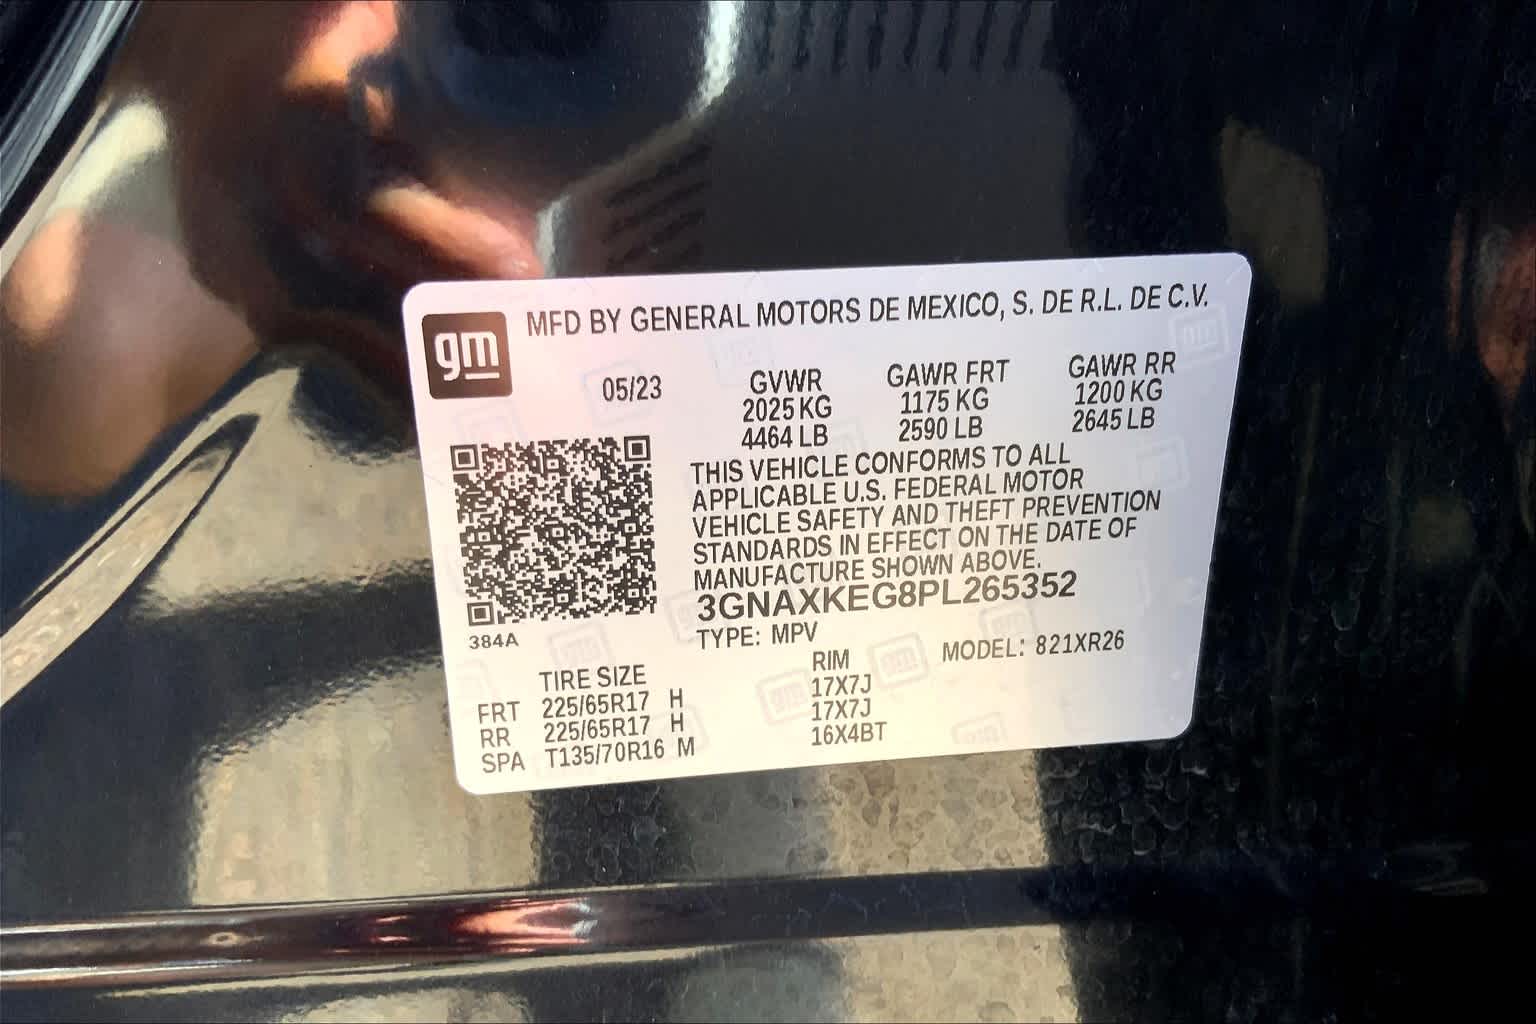 gm MFD BY GENERAL MOTORS DE MEXICO, S. DE R.L. DE C.V.
05/23 GVWR GAWR FRT GAWR RR
2025 KG 1175 KG 1200 KG
4464 LB 2590 LB 2645 LB
THIS VEHICLE CONFORMS TO ALL
APPLICABLE U.S. FEDERAL MOTOR
VEHICLE SAFETY AND THEFT PREVENTION
STANDARDS IN EFFECT ON THE DATE OF
MANUFACTURE SHOWN ABOVE.
3GNAXKEG8PL265352
384A
TYPE: MPV MODEL: 821XR26
TIRE SIZE RIM
FRT 225/65R17 H 17X7J
RR 225/65R17 H 17X7J
SPA T135/70R16 M 16X4BT